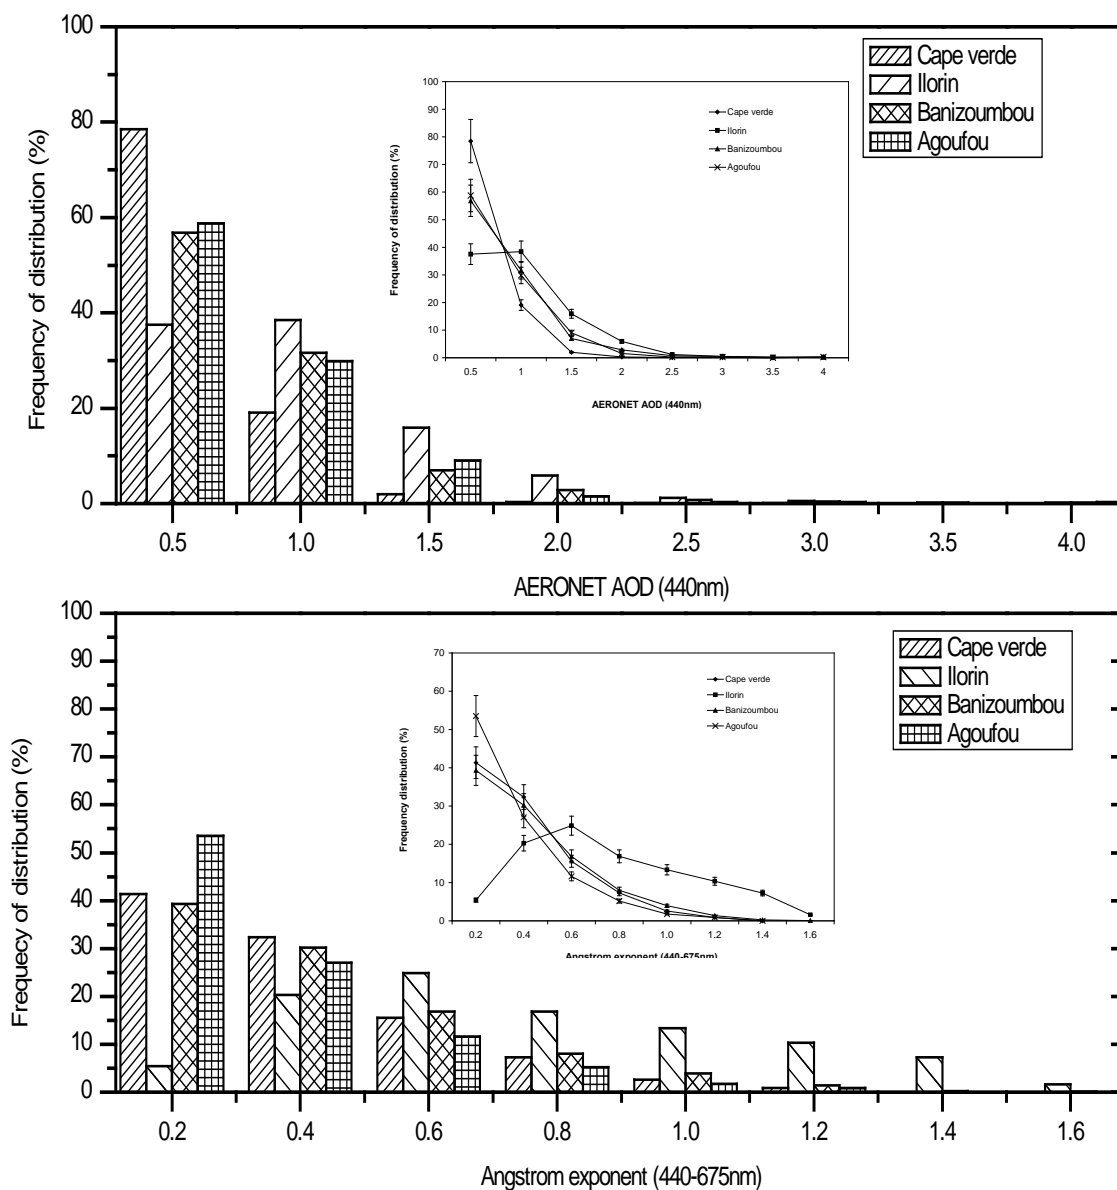 100
80
60
40
20
0
Frequency of distribution (%)
Cape verde
Ilorin
Banizoumbou
Agoufou
100
90
80
70
60
50
40
30
20
10
0
Frequency of distribution (%)
Cape verde
Ilorin
Banizoumbou
Agoufou
0.5 1 1.5 2 2.5 3 3.5 4
AERONET AOD (440nm)
0.5 1.0 1.5 2.0 2.5 3.0 3.5 4.0
AERONET AOD (440nm)
100
90
80
70
60
50
40
30
20
10
0
Frequecy of distribution (%)
Cape verde
Ilorin
Banizoumbou
Agoufou
70
60
50
40
30
20
10
0
Frequency distribution (%)
Cape verde
Ilorin
Banizoumbou
Agoufou
0.2 0.4 0.6 0.8 1.0 1.2 1.4 1.6
Angstrom exponent (440-675nm)
0.2 0.4 0.6 0.8 1.0 1.2 1.4 1.6
Angstrom exponent (440-675nm)